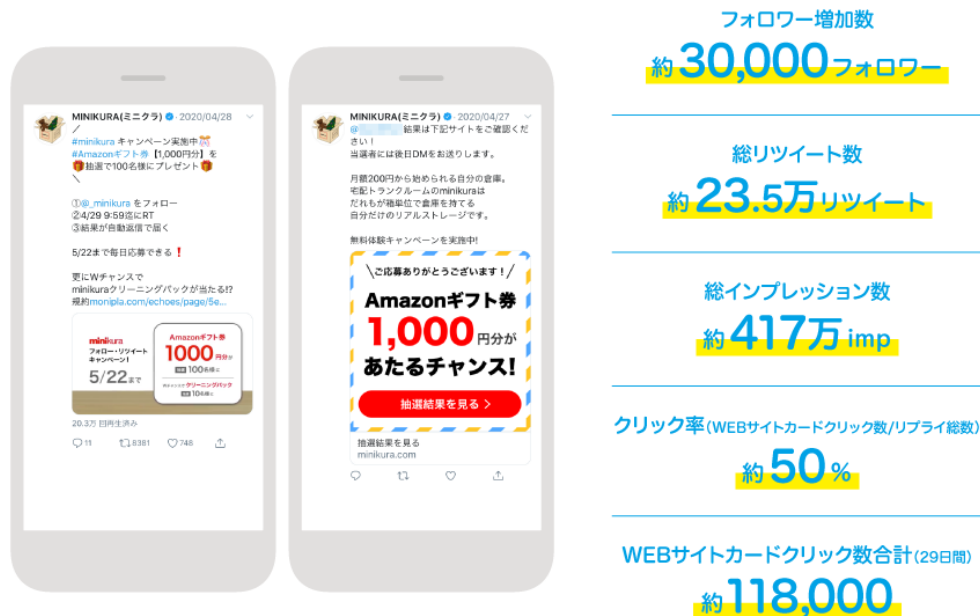 MINIKURA(ミニクラ) · 2020/04/28
／
#minikura キャンペーン実施中🎊
#Amazonギフト券【1,000円分】を
🎁抽選で100名様にプレゼント🎁
＼
①@_minikura をフォロー
②4/29 9:59迄にRT
③結果が自動返信で届く
5/22まで毎日応募できる❗
更にWチャンスで
minikuraクリーニングパックが当たる!?
規約monipla.com/echoes/page/5e...
minikura
フォロー・リツイート
キャンペーン！
5/22まで
Amazonギフト券
1000円分が
100名様に
クリーニングパック
10名様に
20.3万 回再生済み
11 8381 748
MINIKURA(ミニクラ) · 2020/04/27
@ 結果は下記サイトをご確認くだ
さい！
当選者には後日DMをお送りします。
月額200円から始められる自分の倉庫。
宅配トランクルームのminikuraは
だれもが箱単位で倉庫を持てる
自分だけのリアルストレージです。
無料体験キャンペーンを実施中!
＼ご応募ありがとうございます！／
Amazonギフト券
1,000円分が
あたるチャンス!
抽選結果を見る >
抽選結果を見る
minikura.com
フォロワー増加数
約30,000フォロワー
総リツイート数
約23.5万リツイート
総インプレッション数
約417万imp
クリック率(WEBサイトカードクリック数/リプライ総数)
約50%
WEBサイトカードクリック数合計(29日間)
約118,000